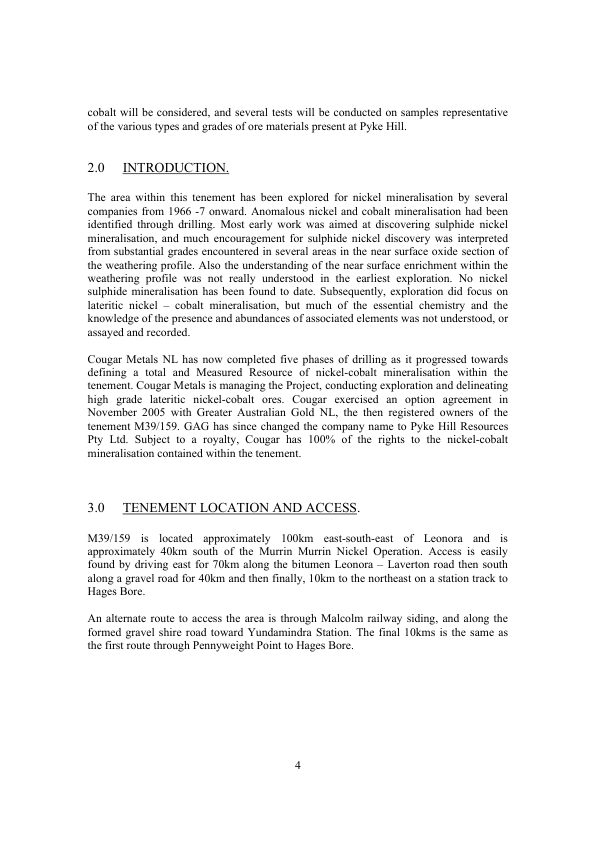 cobalt will be considered, and several tests will be conducted on samples representative
of the various types and grades of ore materials present at Pyke Hill.
2.0 INTRODUCTION.
The area within this tenement has been explored for nickel mineralisation by several
companies from 1966 -7 onward. Anomalous nickel and cobalt mineralisation had been
identified through drilling. Most early work was aimed at discovering sulphide nickel
mineralisation, and much encouragement for sulphide nickel discovery was interpreted
from substantial grades encountered in several areas in the near surface oxide section of
the weathering profile. Also the understanding of the near surface enrichment within the
weathering profile was not really understood in the earliest exploration. No nickel
sulphide mineralisation has been found to date. Subsequently, exploration did focus on
lateritic nickel – cobalt mineralisation, but much of the essential chemistry and the
knowledge of the presence and abundances of associated elements was not understood, or
assayed and recorded.
Cougar Metals NL has now completed five phases of drilling as it progressed towards
defining a total and Measured Resource of nickel-cobalt mineralisation within the
tenement. Cougar Metals is managing the Project, conducting exploration and delineating
high grade lateritic nickel-cobalt ores. Cougar exercised an option agreement in
November 2005 with Greater Australian Gold NL, the then registered owners of the
tenement M39/159. GAG has since changed the company name to Pyke Hill Resources
Pty Ltd. Subject to a royalty, Cougar has 100% of the rights to the nickel-cobalt
mineralisation contained within the tenement.
3.0 TENEMENT LOCATION AND ACCESS.
M39/159 is located approximately 100km east-south-east of Leonora and is
approximately 40km south of the Murrin Murrin Nickel Operation. Access is easily
found by driving east for 70km along the bitumen Leonora – Laverton road then south
along a gravel road for 40km and then finally, 10km to the northeast on a station track to
Hages Bore.
An alternate route to access the area is through Malcolm railway siding, and along the
formed gravel shire road toward Yundamindra Station. The final 10kms is the same as
the first route through Pennyweight Point to Hages Bore.
4